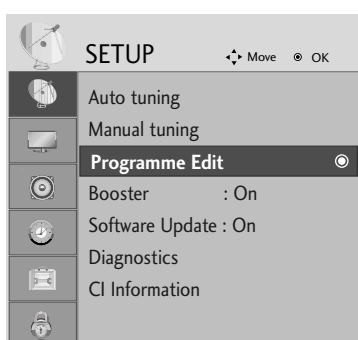 SETUP Move OK
Auto tuning
Manual tuning
Programme Edit
Booster : On
Software Update : On
Diagnostics
CI Information